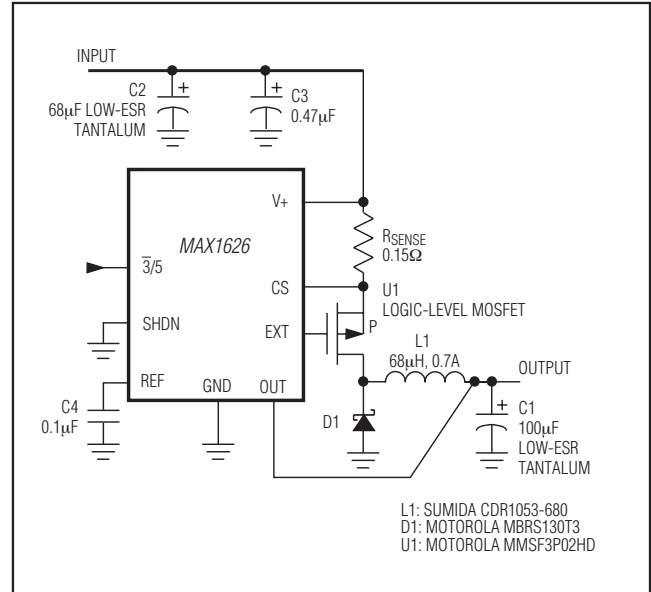 INPUT
C2
68μF LOW-ESR
TANTALUM
+
C3
0.47μF
+
MAX1626
V+
3̅/5
CS
SHDN
EXT
REF
GND
OUT
RSENSE
0.15Ω
U1
LOGIC-LEVEL MOSFET
P
L1
68μH, 0.7A
OUTPUT
C4
0.1μF
D1
+
C1
100μF
LOW-ESR
TANTALUM
L1: SUMIDA CDR1053-680
D1: MOTOROLA MBRS130T3
U1: MOTOROLA MMSF3P02HD